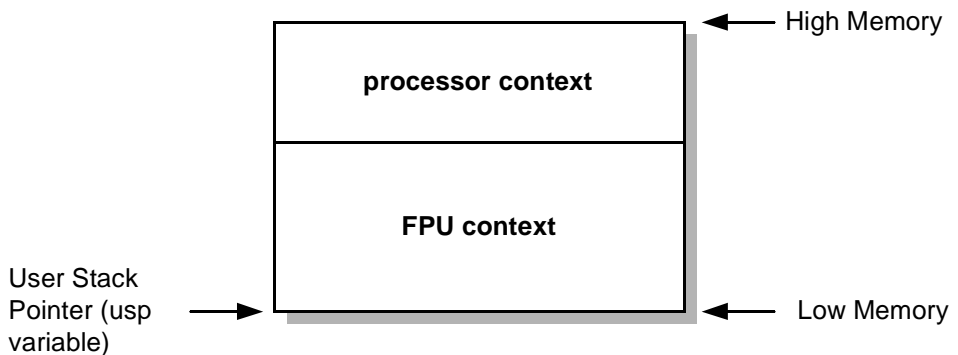 High Memory
processor context
FPU context
User Stack
Pointer (usp
variable)
Low Memory